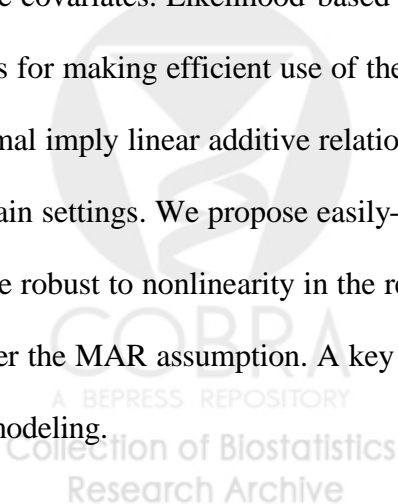 e covariates. Likelihood-based
s for making efficient use of the
mal imply linear additive relatio
ain settings. We propose easily-
e robust to nonlinearity in the re
COBRA
er the MAR assumption. A key
A BEPRESS REPOSITORY
nodeling.
Collection of Biostatistics
Research Archive